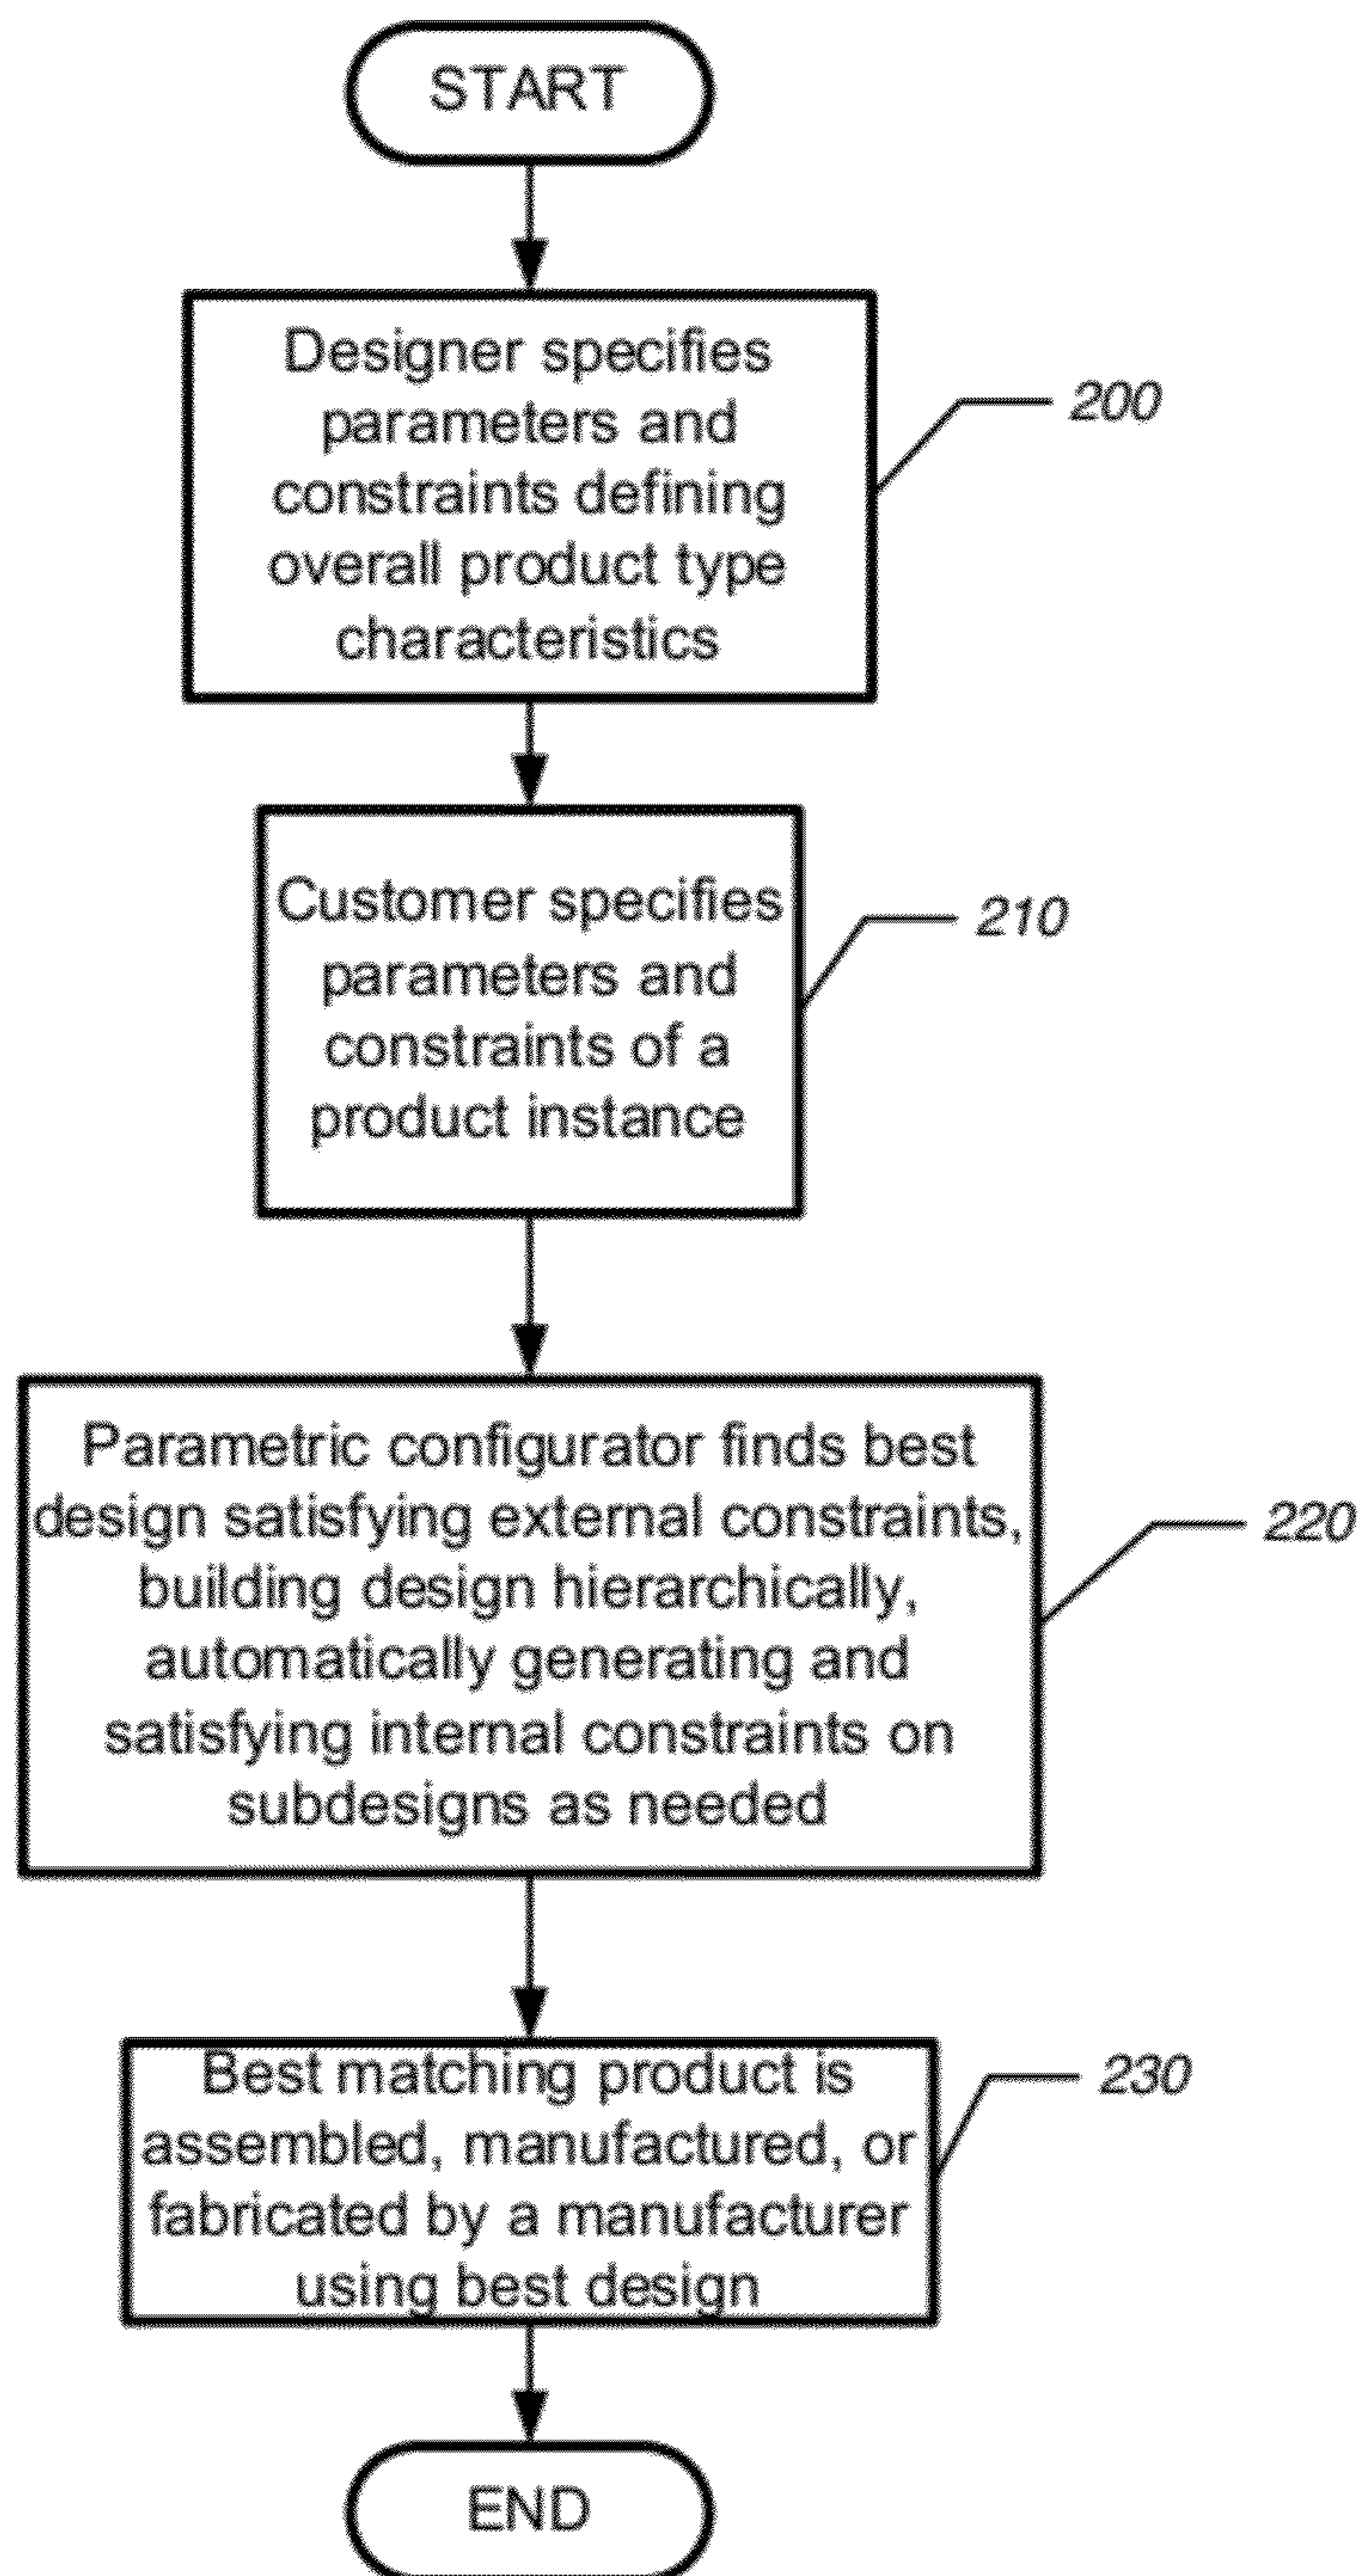 START
Designer specifies
parameters and
constraints defining
overall product type
characteristics
200
Customer specifies
parameters and
constraints of a
product instance
210
Parametric configurator finds best
design satisfying external constraints,
building design hierarchically,
automatically generating and
satisfying internal constraints on
subdesigns as needed
220
Best matching product is
assembled, manufactured, or
fabricated by a manufacturer
using best design
230
END